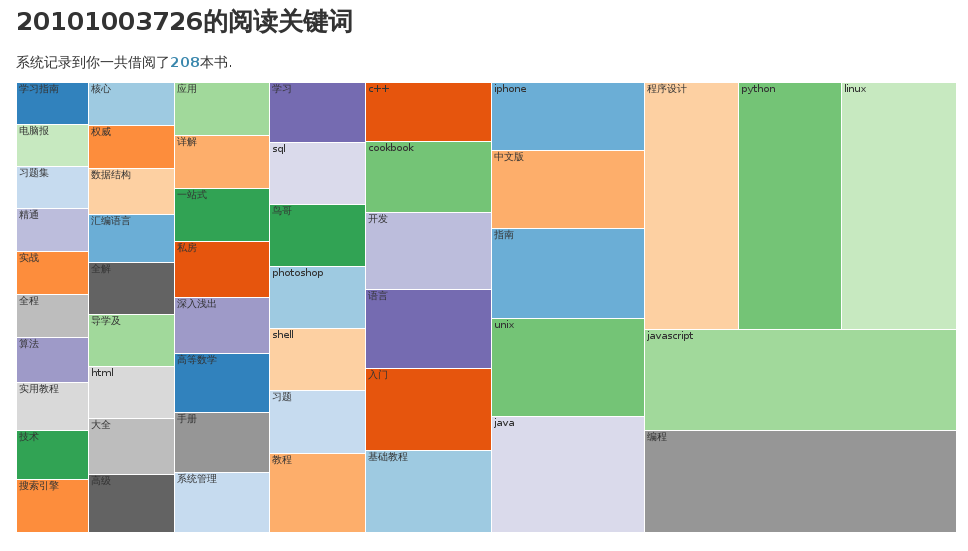 20101003726的阅读关键词
系统记录到你一共借阅了208本书.
学习指南
电脑报
习题集
精通
实战
全程
算法
实用教程
技术
搜索引擎
核心
权威
数据结构
汇编语言
全解
导学及
html
大全
高级
应用
详解
一站式
私房
深入浅出
高等数学
手册
系统管理
学习
sql
鸟哥
photoshop
shell
习题
教程
c++
cookbook
开发
语言
入门
基础教程
iphone
中文版
指南
unix
java
程序设计
python
linux
javascript
编程